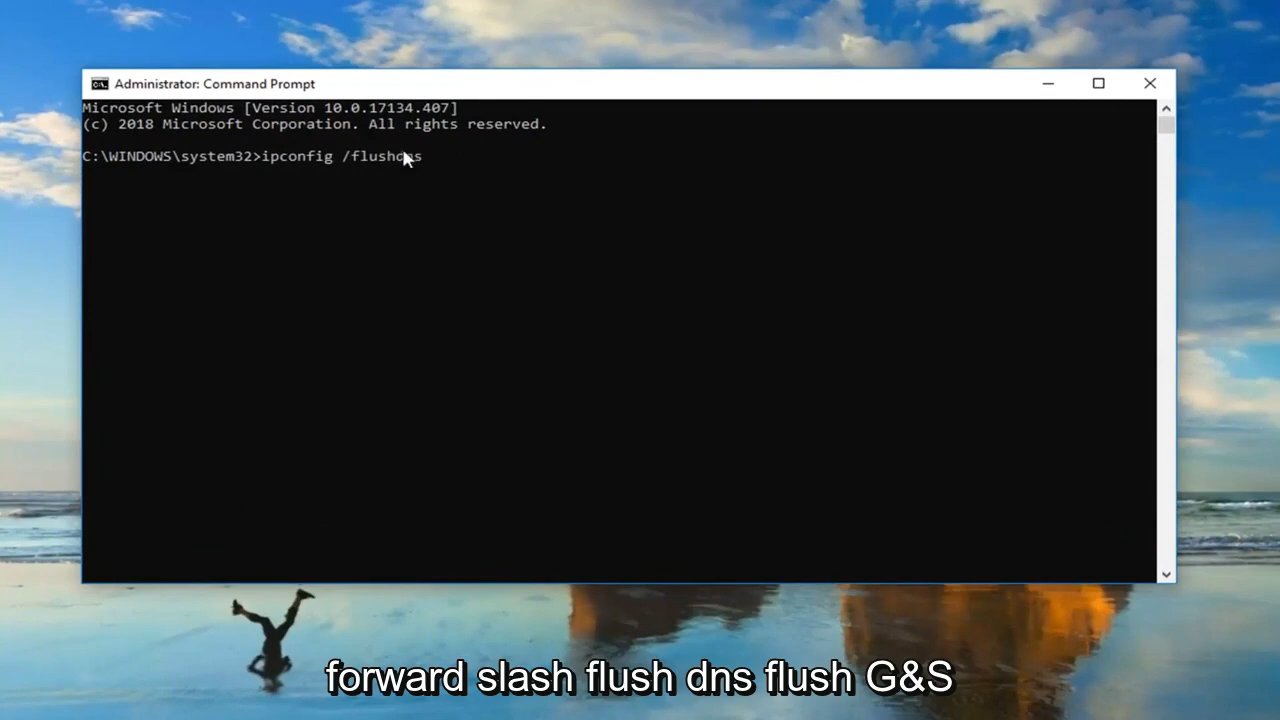 Administrator: Command Prompt
Microsoft Windows [Version 10.0.17134.407]
(c) 2018 Microsoft Corporation. All rights reserved.
C:\WINDOWS\system32>ipconfig /flushdns
forward slash flush dns flush G&S